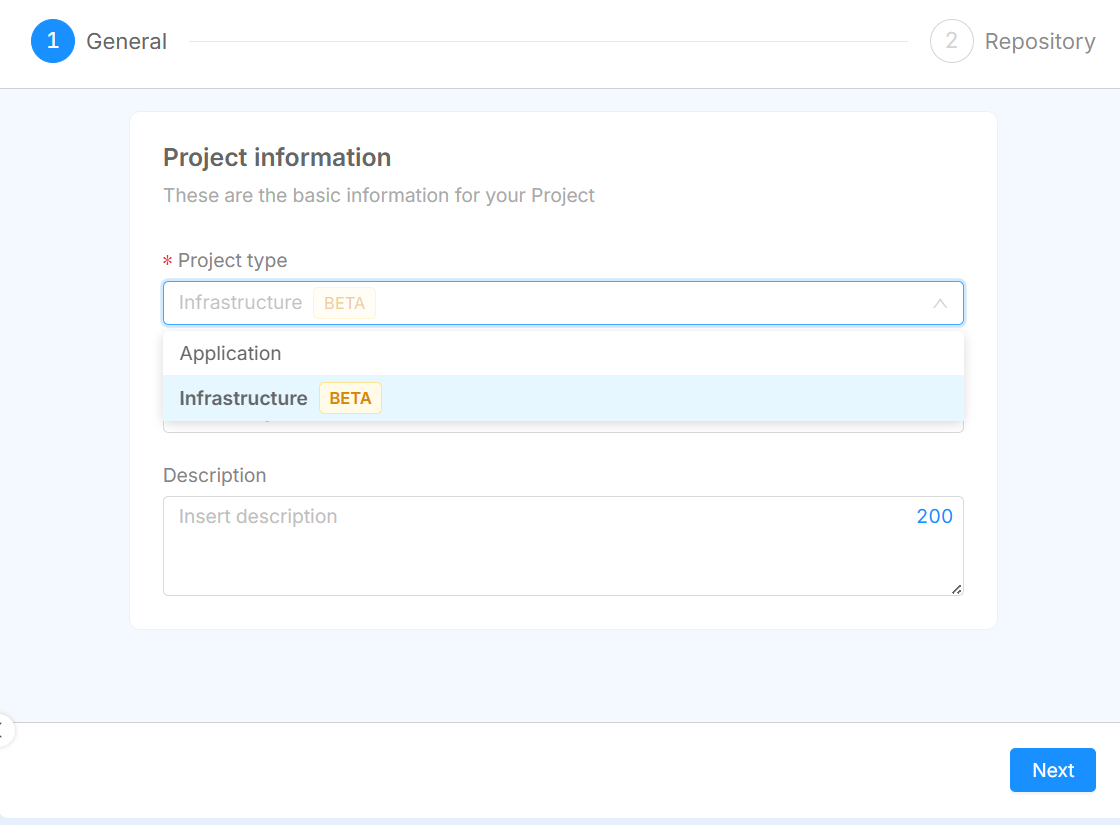 1 General
2 Repository
Project information
These are the basic information for your Project
* Project type
Infrastructure BETA
Application
Infrastructure BETA
Description
Insert description 200
Next